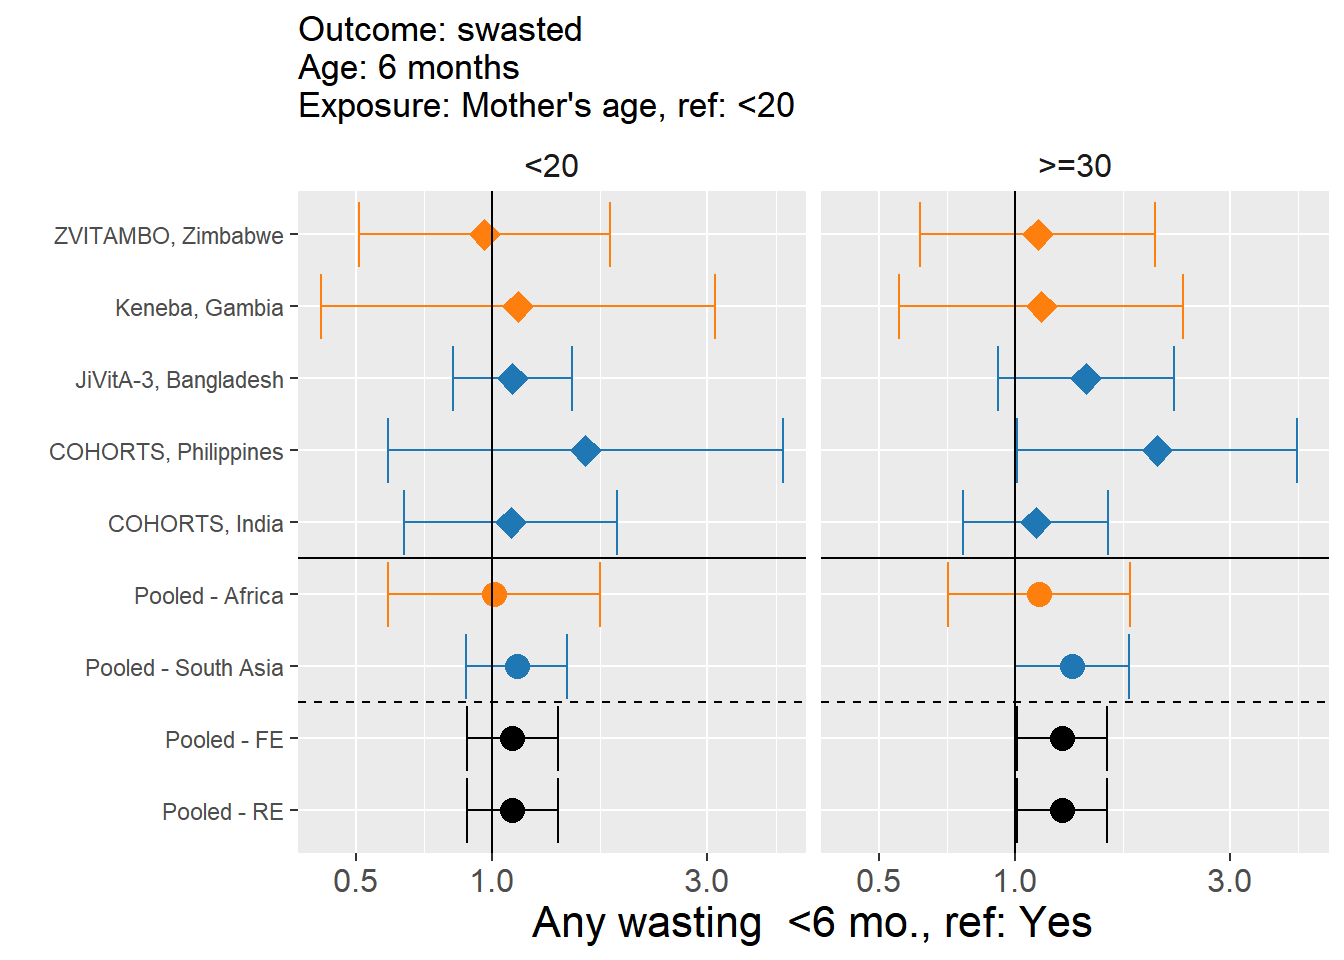 Outcome: swasted
Age: 6 months
Exposure: Mother's age, ref: <20
<20
>=30
ZVITAMBO, Zimbabwe
Keneba, Gambia
JiVitA-3, Bangladesh
COHORTS, Philippines
COHORTS, India
Pooled - Africa
Pooled - South Asia
Pooled - FE
Pooled - RE
0.5 1.0 3.0 0.5 1.0 3.0
Any wasting  <6 mo., ref: Yes